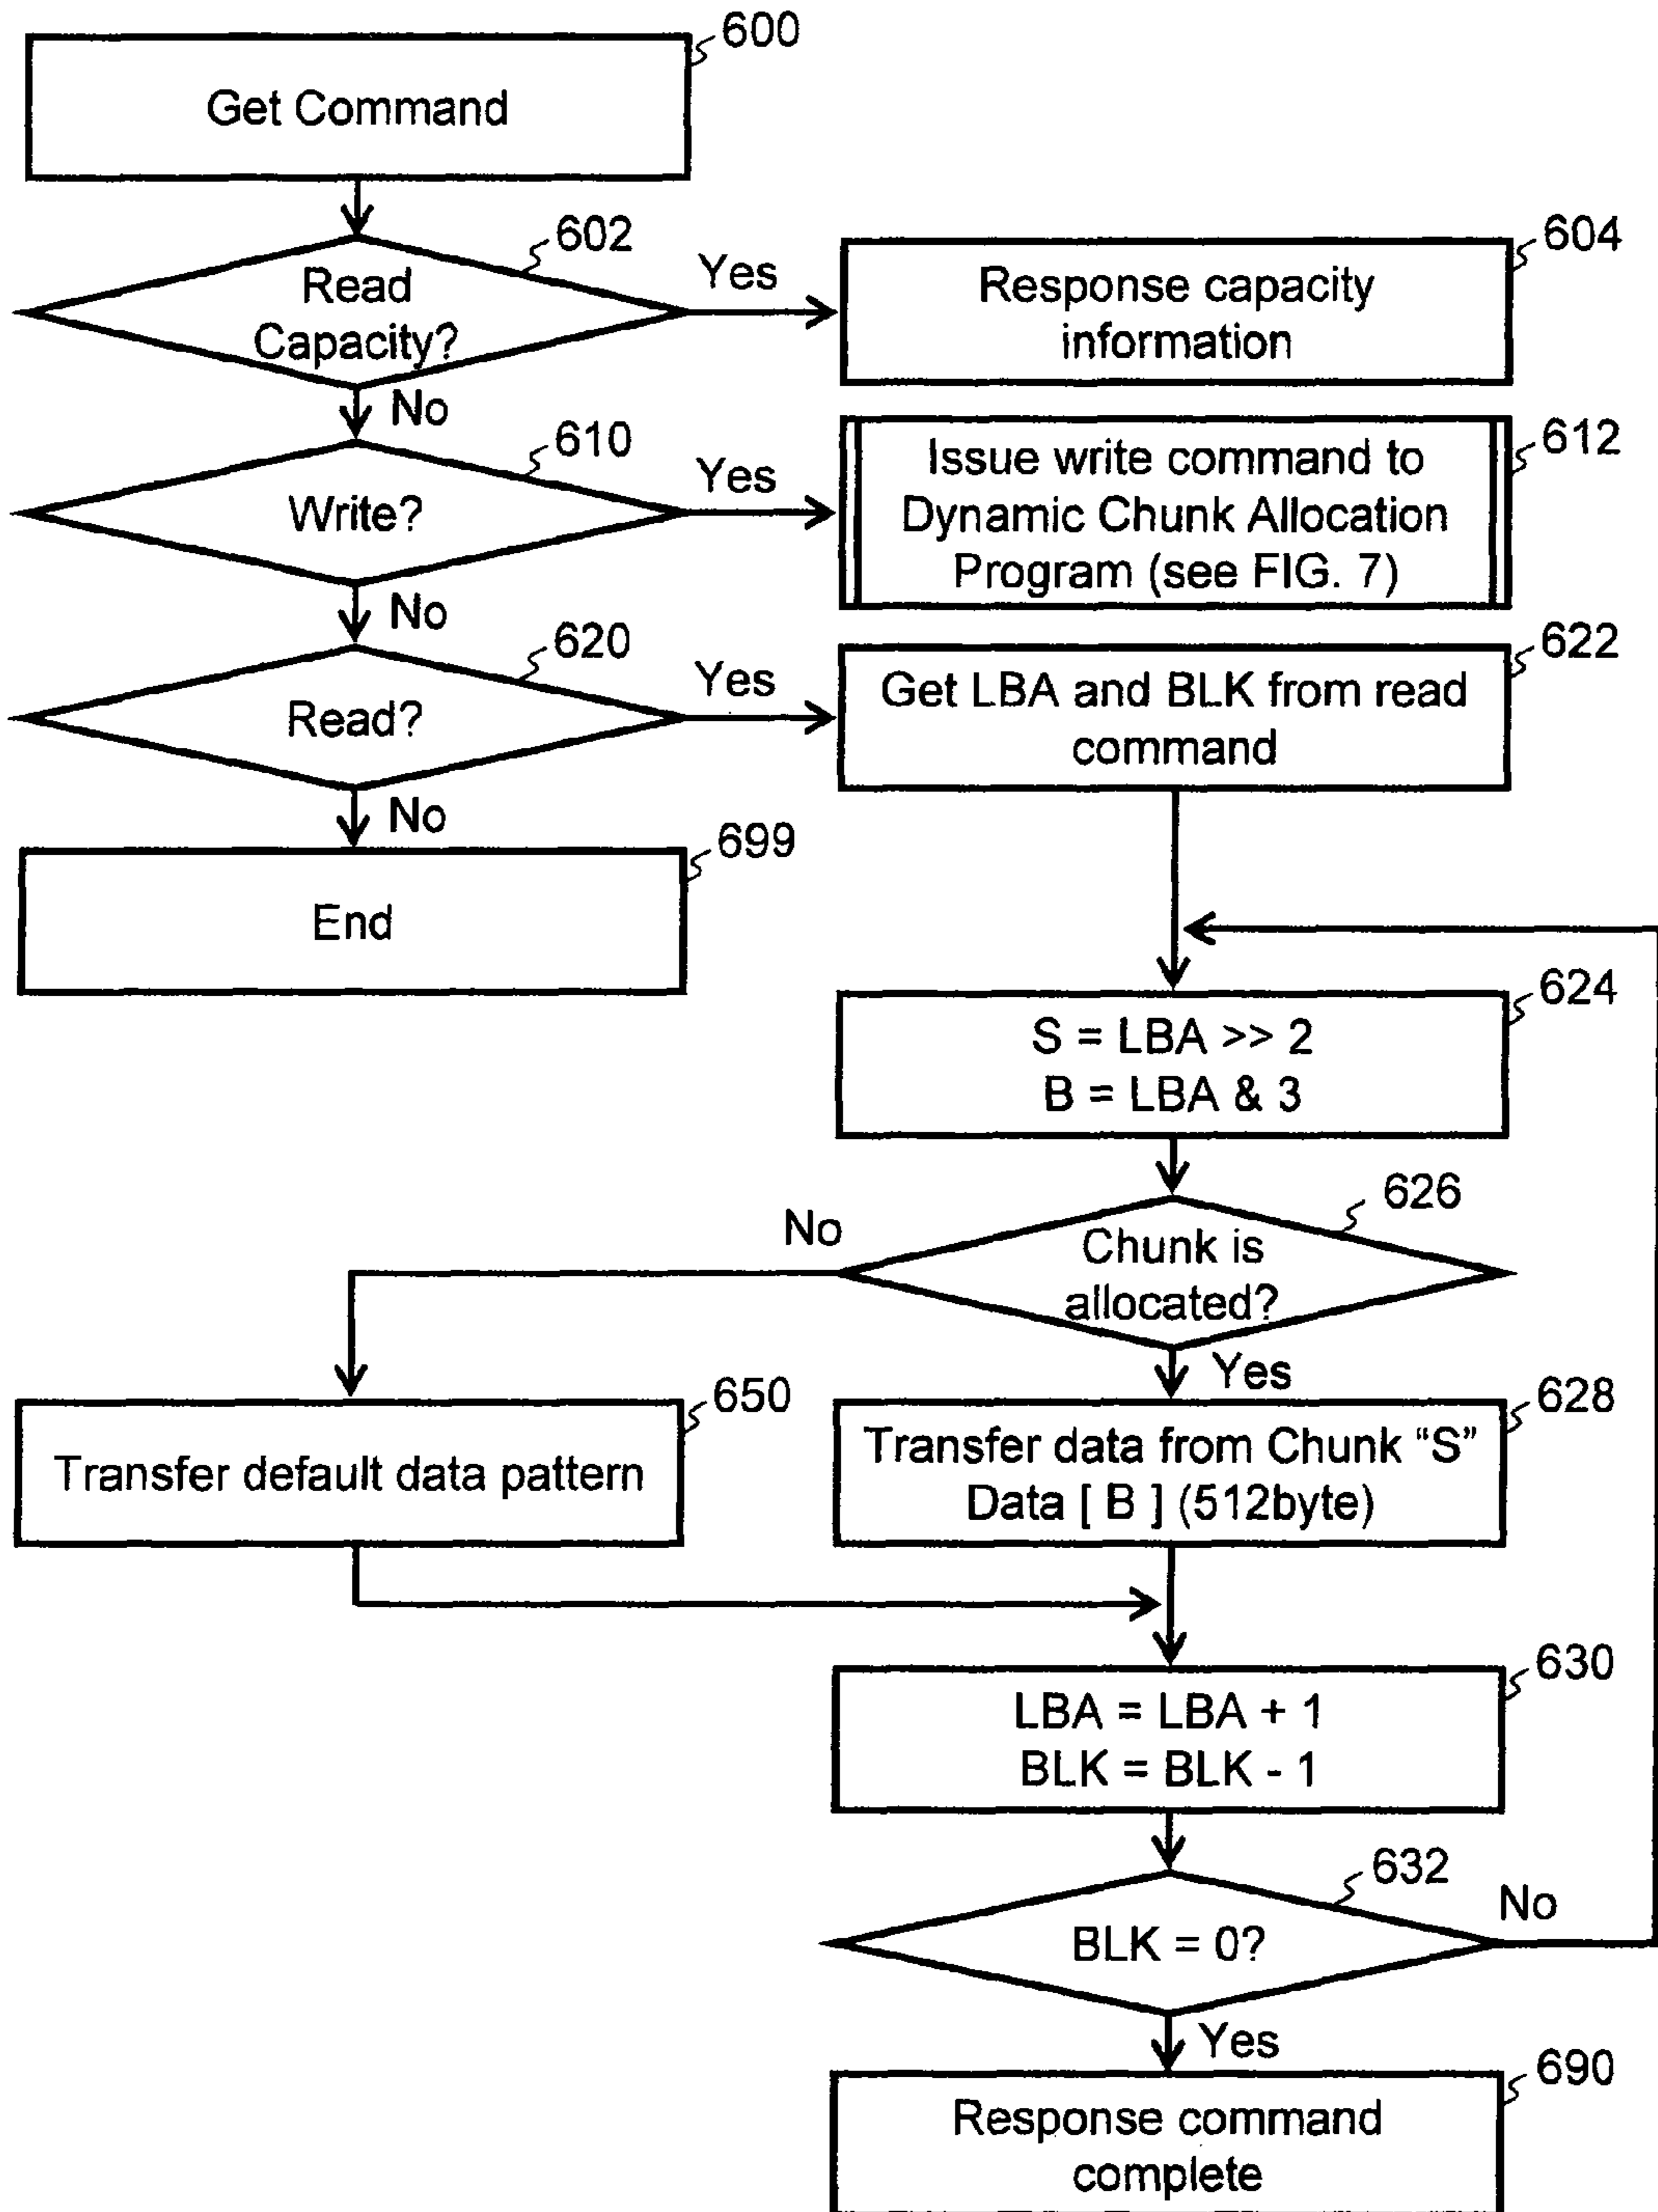 600
Get Command
602
Read
Capacity?
Yes
604
Response capacity
information
No
610
Write?
Yes
612
Issue write command to
Dynamic Chunk Allocation
Program (see FIG. 7)
No
620
Read?
Yes
622
Get LBA and BLK from read
command
No
699
End
624
S = LBA >> 2
B = LBA & 3
626
Chunk is
allocated?
No
Yes
650
Transfer default data pattern
628
Transfer data from Chunk “S”
Data [ B ] (512byte)
630
LBA = LBA + 1
BLK = BLK - 1
632
BLK = 0?
No
Yes
690
Response command
complete